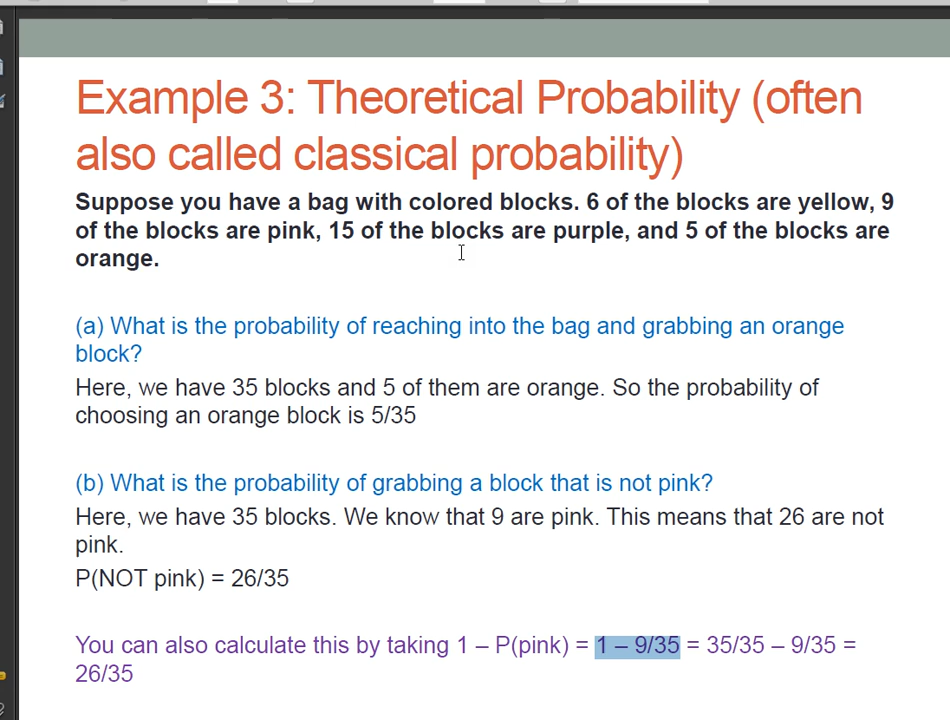 Example 3: Theoretical Probability (often
also called classical probability)
Suppose you have a bag with colored blocks. 6 of the blocks are yellow, 9
of the blocks are pink, 15 of the blocks are purple, and 5 of the blocks are
orange.
(a) What is the probability of reaching into the bag and grabbing an orange
block?
Here, we have 35 blocks and 5 of them are orange. So the probability of
choosing an orange block is 5/35
(b) What is the probability of grabbing a block that is not pink?
Here, we have 35 blocks. We know that 9 are pink. This means that 26 are not
pink.
P(NOT pink) = 26/35
You can also calculate this by taking 1 – P(pink) = 1 – 9/35 = 35/35 – 9/35 =
26/35